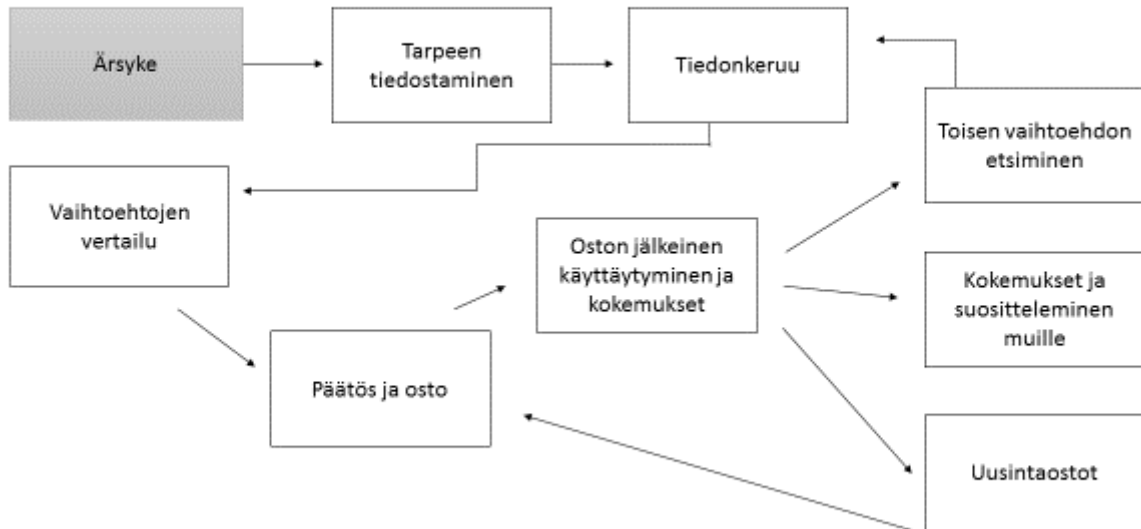 Ärsyke
Tarpeen
tiedostaminen
Tiedonkeruu
Toisen vaihtoehdon
etsiminen
Vaihtoehtojen
vertailu
Oston jälkeinen
käyttäytyminen ja
kokemukset
Kokemukset ja
suositteleminen
muille
Päätös ja osto
Uusintaostot